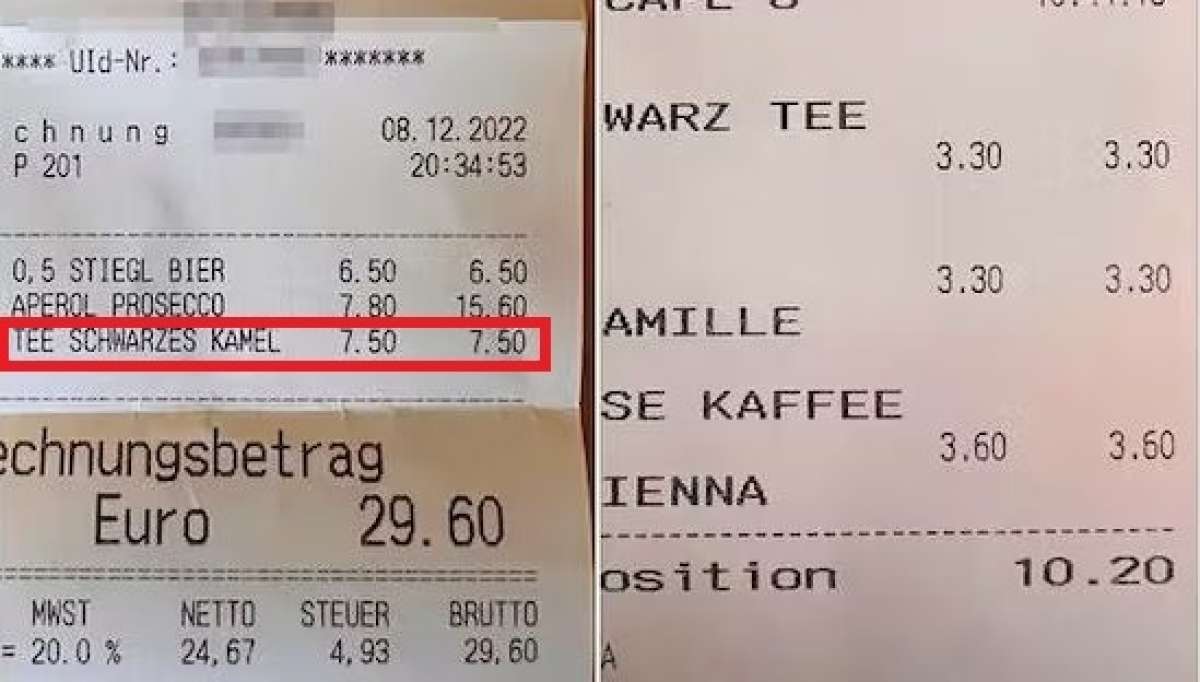 **** UId-Nr.: *******
chnung 08.12.2022
P 201 20:34:53
0,5 STIEGL BIER 6.50 6.50
APEROL PROSECCO 7.80 15.60
TEE SCHWARZES KAMEL 7.50 7.50
echnungsbetrag
Euro 29.60
MWST NETTO STEUER BRUTTO
= 20.0 % 24,67 4,93 29,60
WARZ TEE
3.30 3.30
3.30 3.30
AMILLE
SE KAFFEE
3.60 3.60
IENNA
osition 10.20
A